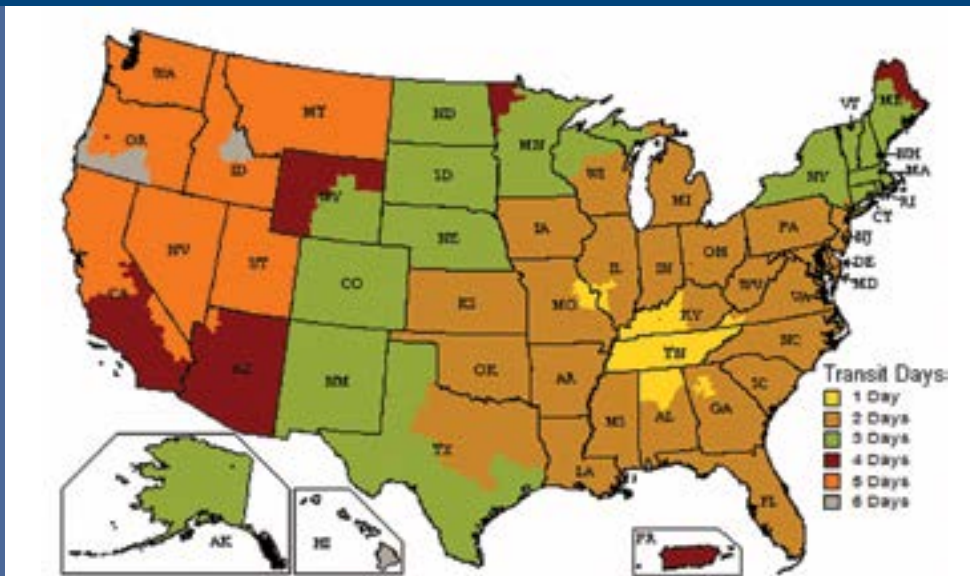 WA
MT
ND
MN
VT
ME
OR
ID
WY
SD
WI
MI
NY
NH
MA
RI
CT
NV
UT
CO
NE
IA
IL
IN
OH
PA
NJ
DE
MD
CA
KS
MO
KY
WV
VA
AZ
NM
OK
AR
TN
NC
SC
TX
LA
MS
AL
GA
FL
AK
HI
PR
Transit Days:
1 Day
2 Days
3 Days
4 Days
5 Days
6 Days